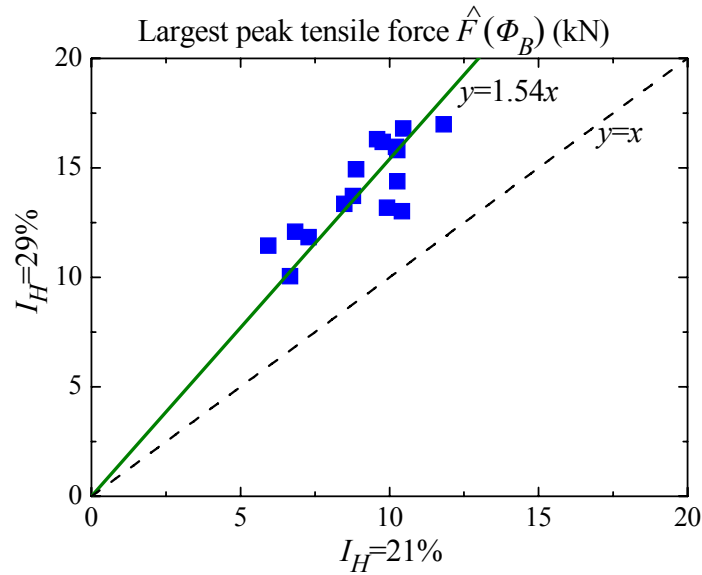 Largest peak tensile force F̂(Φ_B) (kN)
20
15
10
5
0
I_H=29%
y=1.54x
y=x
0
5
10
15
20
I_H=21%